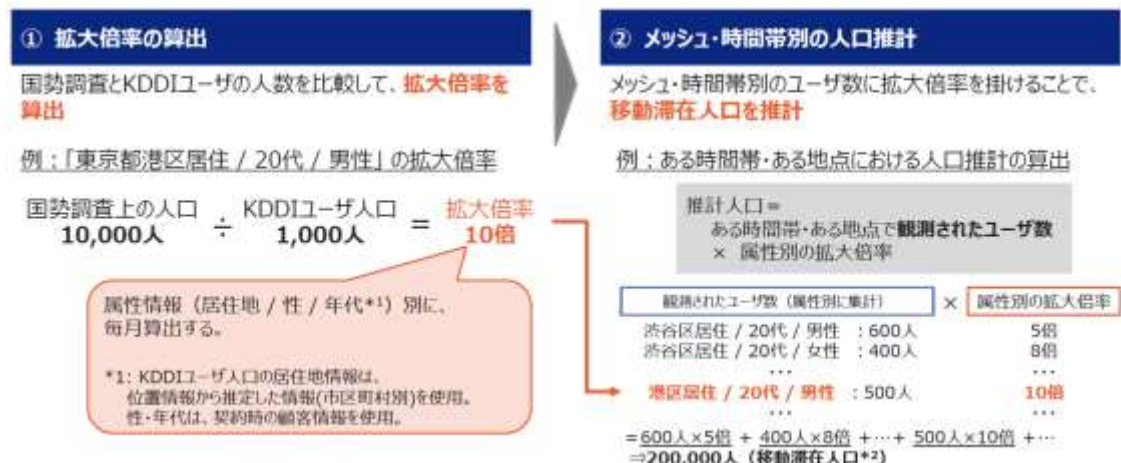 ① 拡大倍率の算出
国勢調査とKDDIユーザの人数を比較して、拡大倍率を
算出
例：「東京都港区居住 / 20代 / 男性」の拡大倍率
国勢調査上の人口 ÷ KDDIユーザ人口 = 拡大倍率
10,000人 1,000人 10倍
属性情報（居住地 / 性 / 年代*1）別に、
毎月算出する。
*1: KDDIユーザ人口の居住地情報は、
位置情報から推定した情報(市区町村別)を使用。
性・年代は、契約時の顧客情報を使用。
② メッシュ・時間帯別の人口推計
メッシュ・時間帯別のユーザ数に拡大倍率を掛けることで、
移動滞在人口を推計
例：ある時間帯・ある地点における人口推計の算出
推計人口＝
ある時間帯・ある地点で観測されたユーザ数
× 属性別の拡大倍率
観測されたユーザ数（属性別に集計） × 属性別の拡大倍率
渋谷区居住 / 20代 / 男性 ：600人 5倍
渋谷区居住 / 20代 / 女性 ：400人 8倍
… …
港区居住 / 20代 / 男性 ：500人 10倍
… …
=600人×5倍 + 400人×8倍 +…+ 500人×10倍 +…
⇒200,000人（移動滞在人口*2）